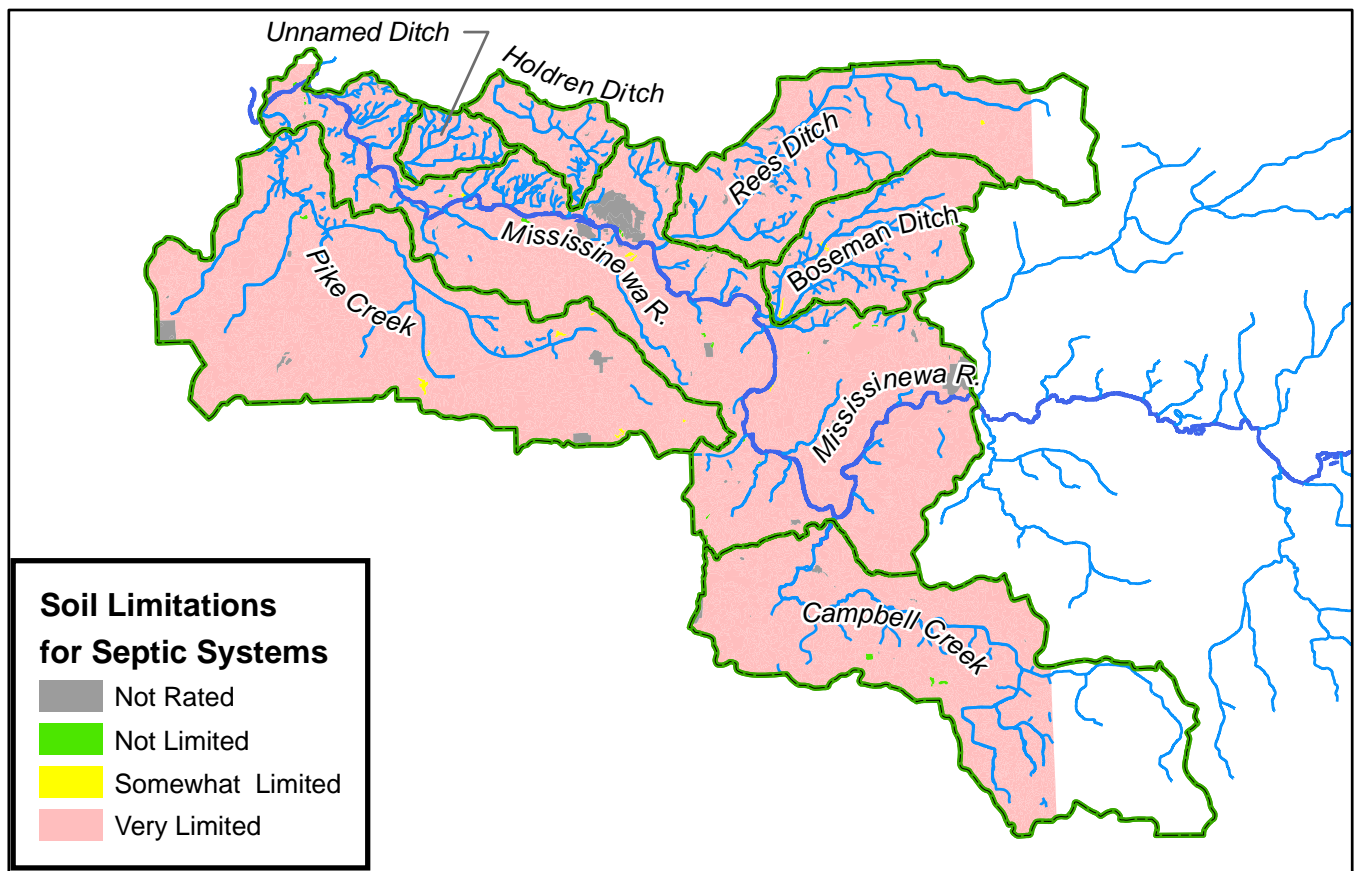 Unnamed Ditch
Holdren Ditch
Rees Ditch
Boseman Ditch
Mississinewa R.
Pike Creek
Mississinewa R.
Campbell Creek
Soil Limitations
for Septic Systems
Not Rated
Not Limited
Somewhat Limited
Very Limited